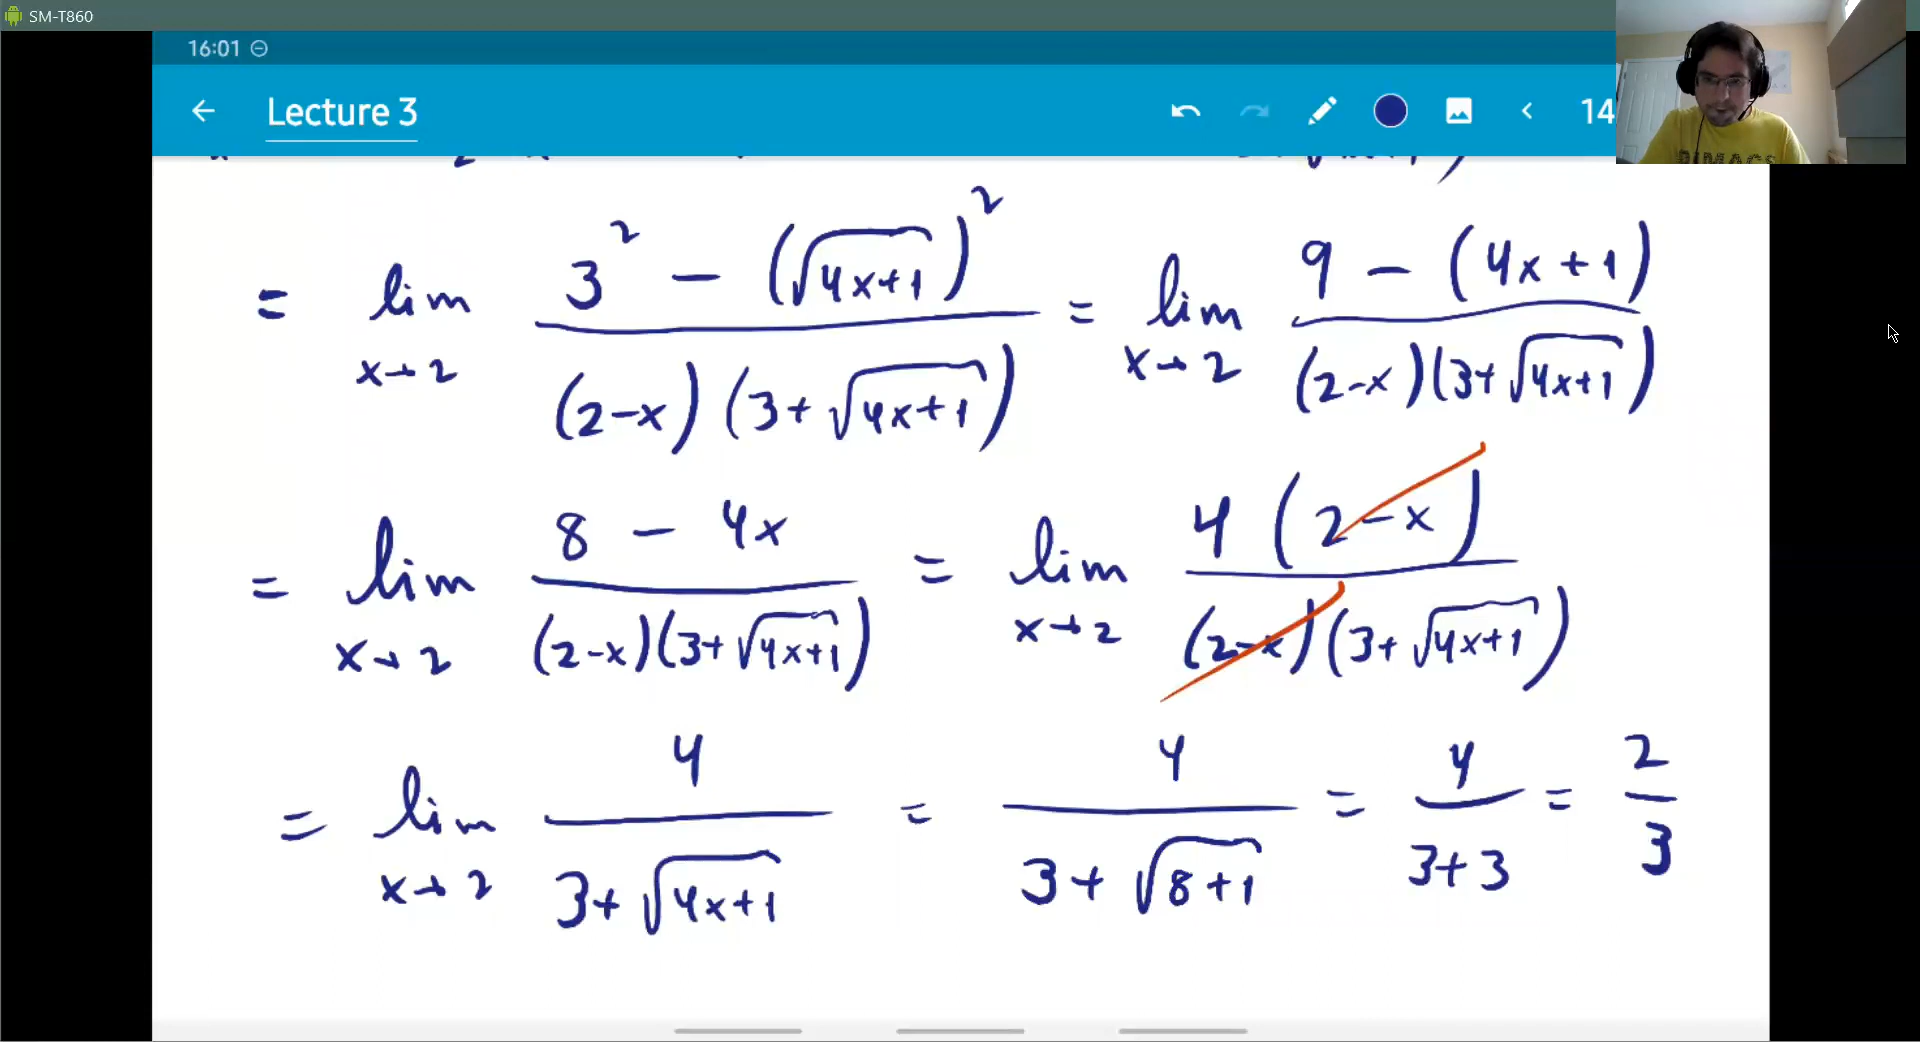 SM-T860
16:01
Lecture 3
14
= lim x→2 (3² − (√(4x+1))²) / ((2−x)(3+√(4x+1))) = lim x→2 (9 − (4x+1)) / ((2−x)(3+√(4x+1)))
= lim x→2 (8 − 4x) / ((2−x)(3+√(4x+1))) = lim x→2 4(2−x) / ((2−x)(3+√(4x+1)))
= lim x→2 4 / (3+√(4x+1)) = 4 / (3+√(8+1)) = 4 / (3+3) = 2/3